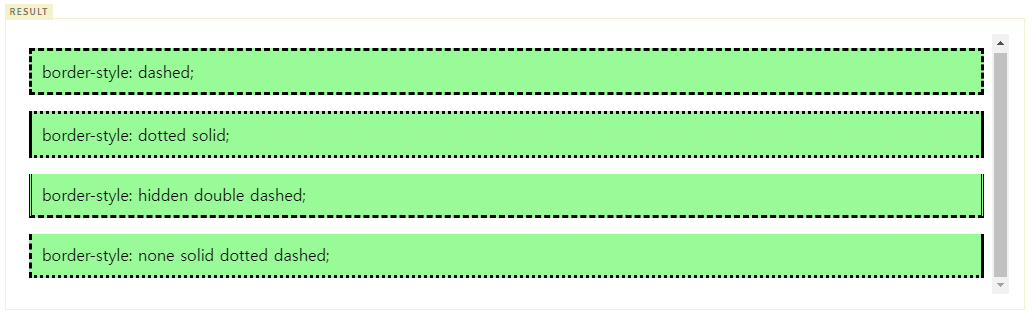 RESULT
border-style: dashed;
border-style: dotted solid;
border-style: hidden double dashed;
border-style: none solid dotted dashed;